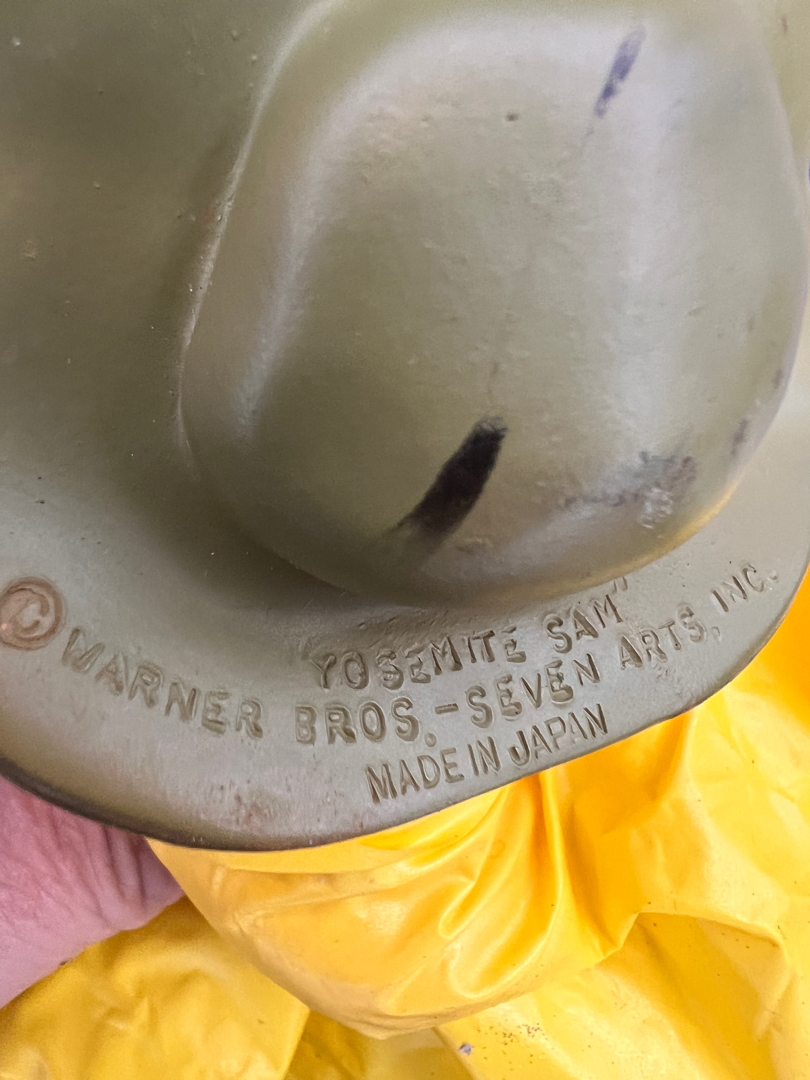 YOSEMITE SAM"
© WARNER BROS.-SEVEN ARTS, INC.
MADE IN JAPAN